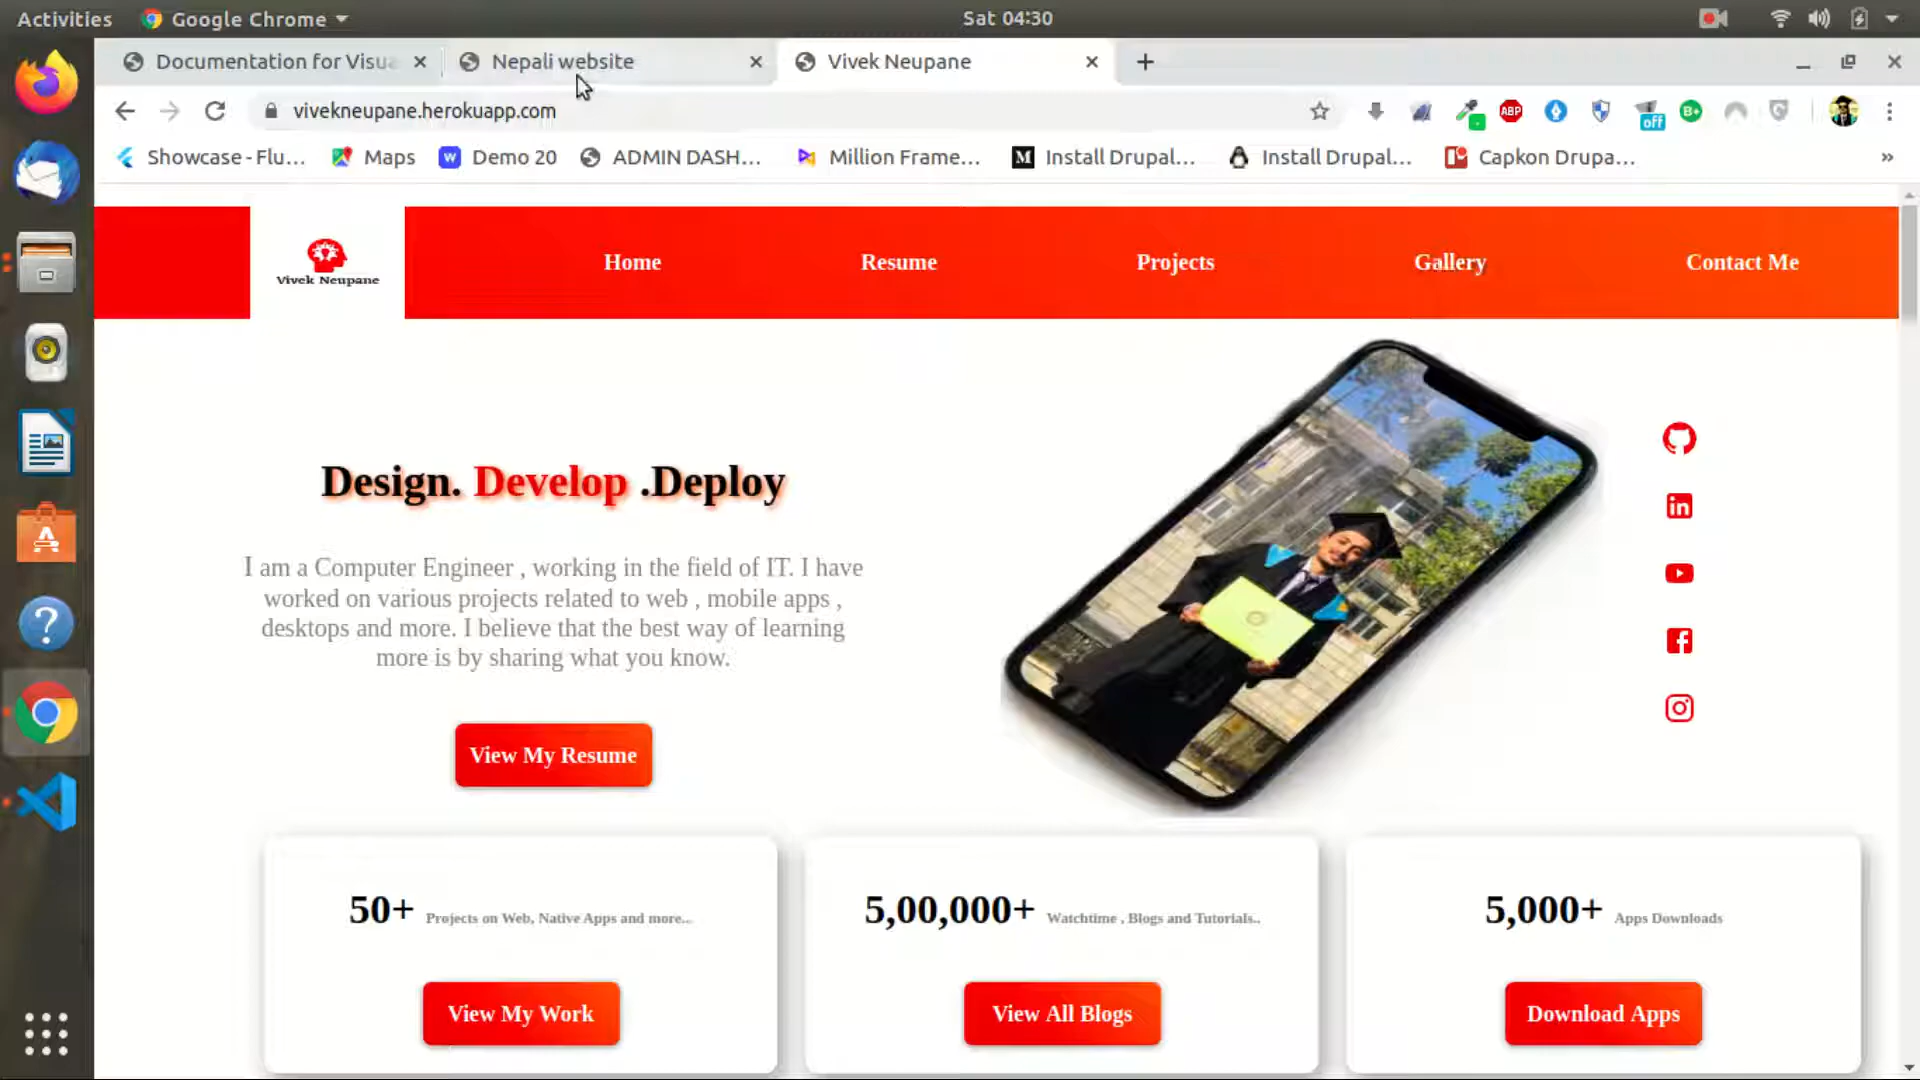 Activities
Google Chrome
Sat 04:30
Documentation for Visua
Nepali website
Vivek Neupane
vivekneupane.herokuapp.com
ABP
off
B+
Showcase - Flu...
Maps
W
Demo 20
ADMIN DASH...
Million Frame...
M
Install Drupal...
Install Drupal...
Capkon Drupa...
»
Vivek Neupane
Home
Resume
Projects
Gallery
Contact Me
Design. Develop .Deploy
I am a Computer Engineer , working in the field of IT. I have
worked on various projects related to web , mobile apps ,
desktops and more. I believe that the best way of learning
more is by sharing what you know.
View My Resume
in
50+ Projects on Web, Native Apps and more...
5,00,000+ Watchtime , Blogs and Tutorials..
5,000+ Apps Downloads
View My Work
View All Blogs
Download Apps